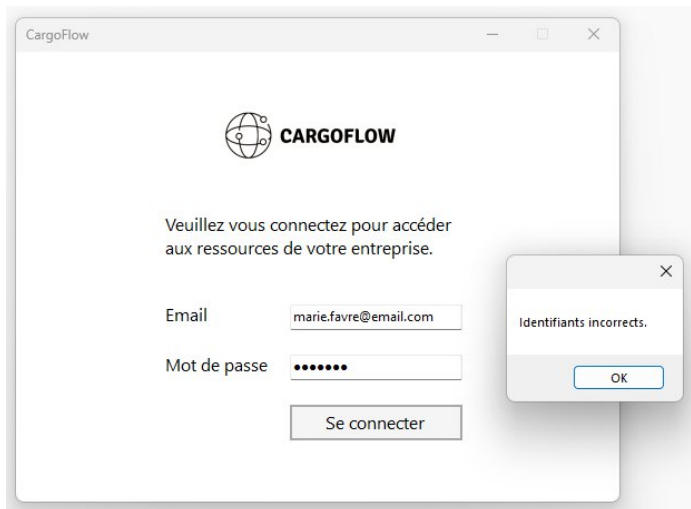 CargoFlow
CARGOFLOW
Veuillez vous connectez pour accéder
aux ressources de votre entreprise.
Email
marie.favre@email.com
Mot de passe
•••••••
Se connecter
Identifiants incorrects.
OK